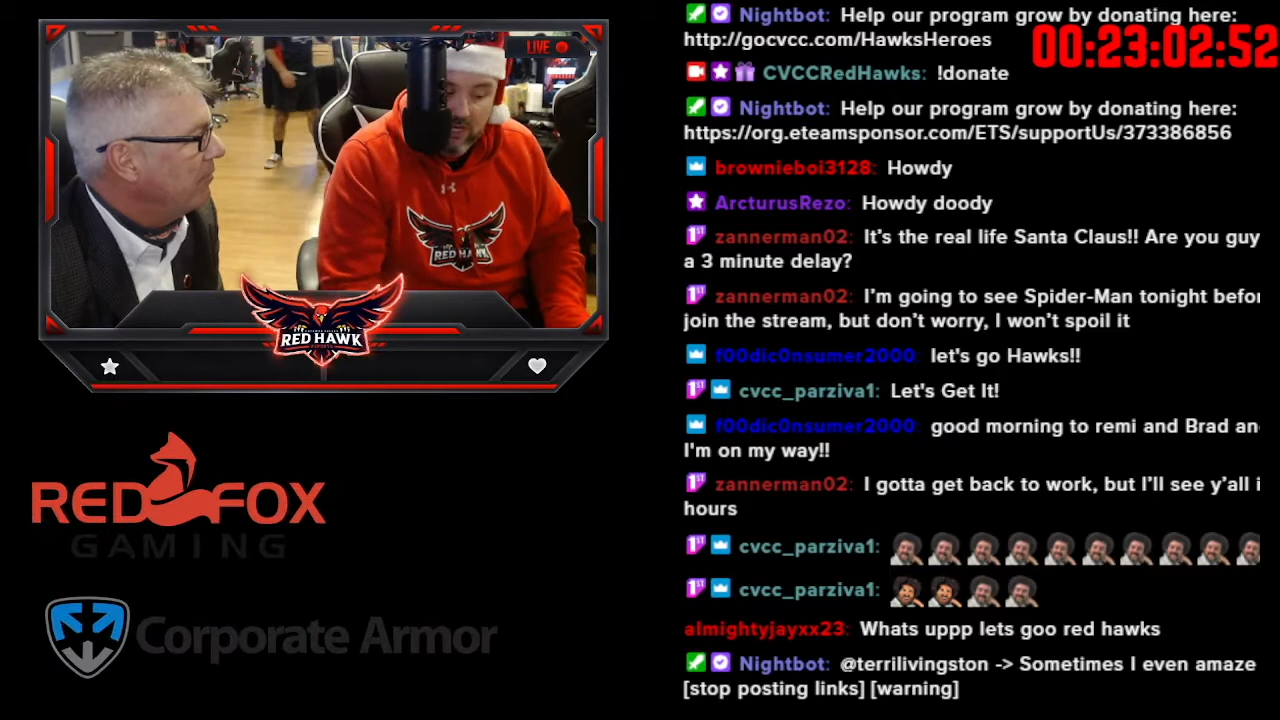 LIVE
RED HAWK
RED HAWK
RED FOX
GAMING
Corporate Armor
00:23:02:52
Nightbot: Help our program grow by donating here:
http://gocvcc.com/HawksHeroes
CVCCRedHawks: !donate
Nightbot: Help our program grow by donating here:
https://org.eteamsponsor.com/ETS/supportUs/373386856
brownieboi3128: Howdy
ArcturusRezo: Howdy doody
zannerman02: It's the real life Santa Claus!! Are you guy
a 3 minute delay?
zannerman02: I'm going to see Spider-Man tonight befor
join the stream, but don't worry, I won't spoil it
f00dic0nsumer2000: let's go Hawks!!
cvcc_parziva1: Let's Get It!
f00dic0nsumer2000: good morning to remi and Brad and
I'm on my way!!
zannerman02: I gotta get back to work, but I'll see y'all i
hours
cvcc_parziva1:
cvcc_parziva1:
almightyjayxx23: Whats uppp lets goo red hawks
Nightbot: @terrilivingston -> Sometimes I even amaze
[stop posting links] [warning]